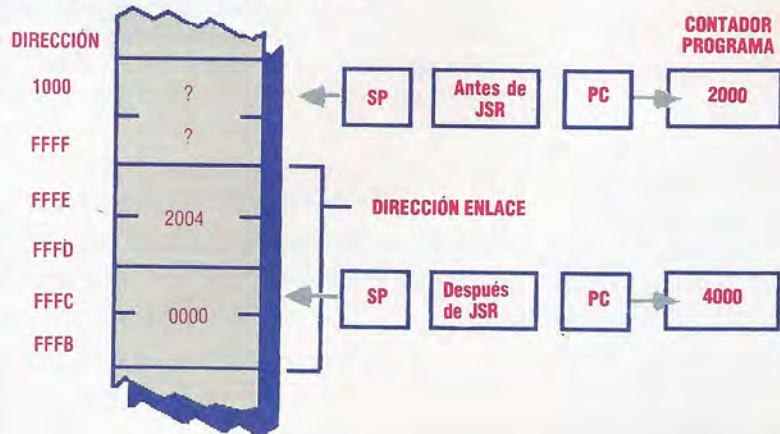 DIRECCIÓN
CONTADOR
PROGRAMA
1000
?
SP
Antes de
JSR
PC
2000
FFFF
?
FFFE
2004
DIRECCIÓN ENLACE
FFFD
FFFC
0000
SP
Después
de JSR
PC
4000
FFFB